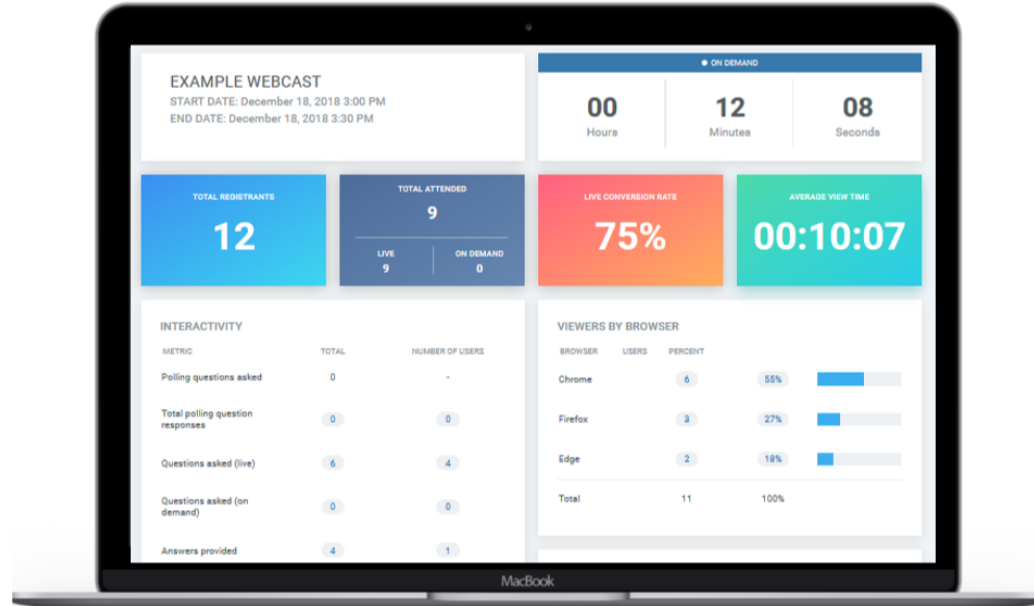 EXAMPLE WEBCAST
START DATE: December 18, 2018 3:00 PM
END DATE: December 18, 2018 3:30 PM
ON DEMAND
00 12 08
Hours Minutes Seconds
TOTAL REGISTRANTS
12
TOTAL ATTENDED
9
LIVE ON DEMAND
9 0
LIVE CONVERSION RATE
75%
AVERAGE VIEW TIME
00:10:07
INTERACTIVITY
METRIC TOTAL NUMBER OF USERS
Polling questions asked 0 -
Total polling question
responses 0 0
Questions asked (live) 6 4
Questions asked (on
demand) 0 0
Answers provided 4 1
VIEWERS BY BROWSER
BROWSER USERS PERCENT
Chrome 6 55%
Firefox 3 27%
Edge 2 18%
Total 11 100%
MacBook